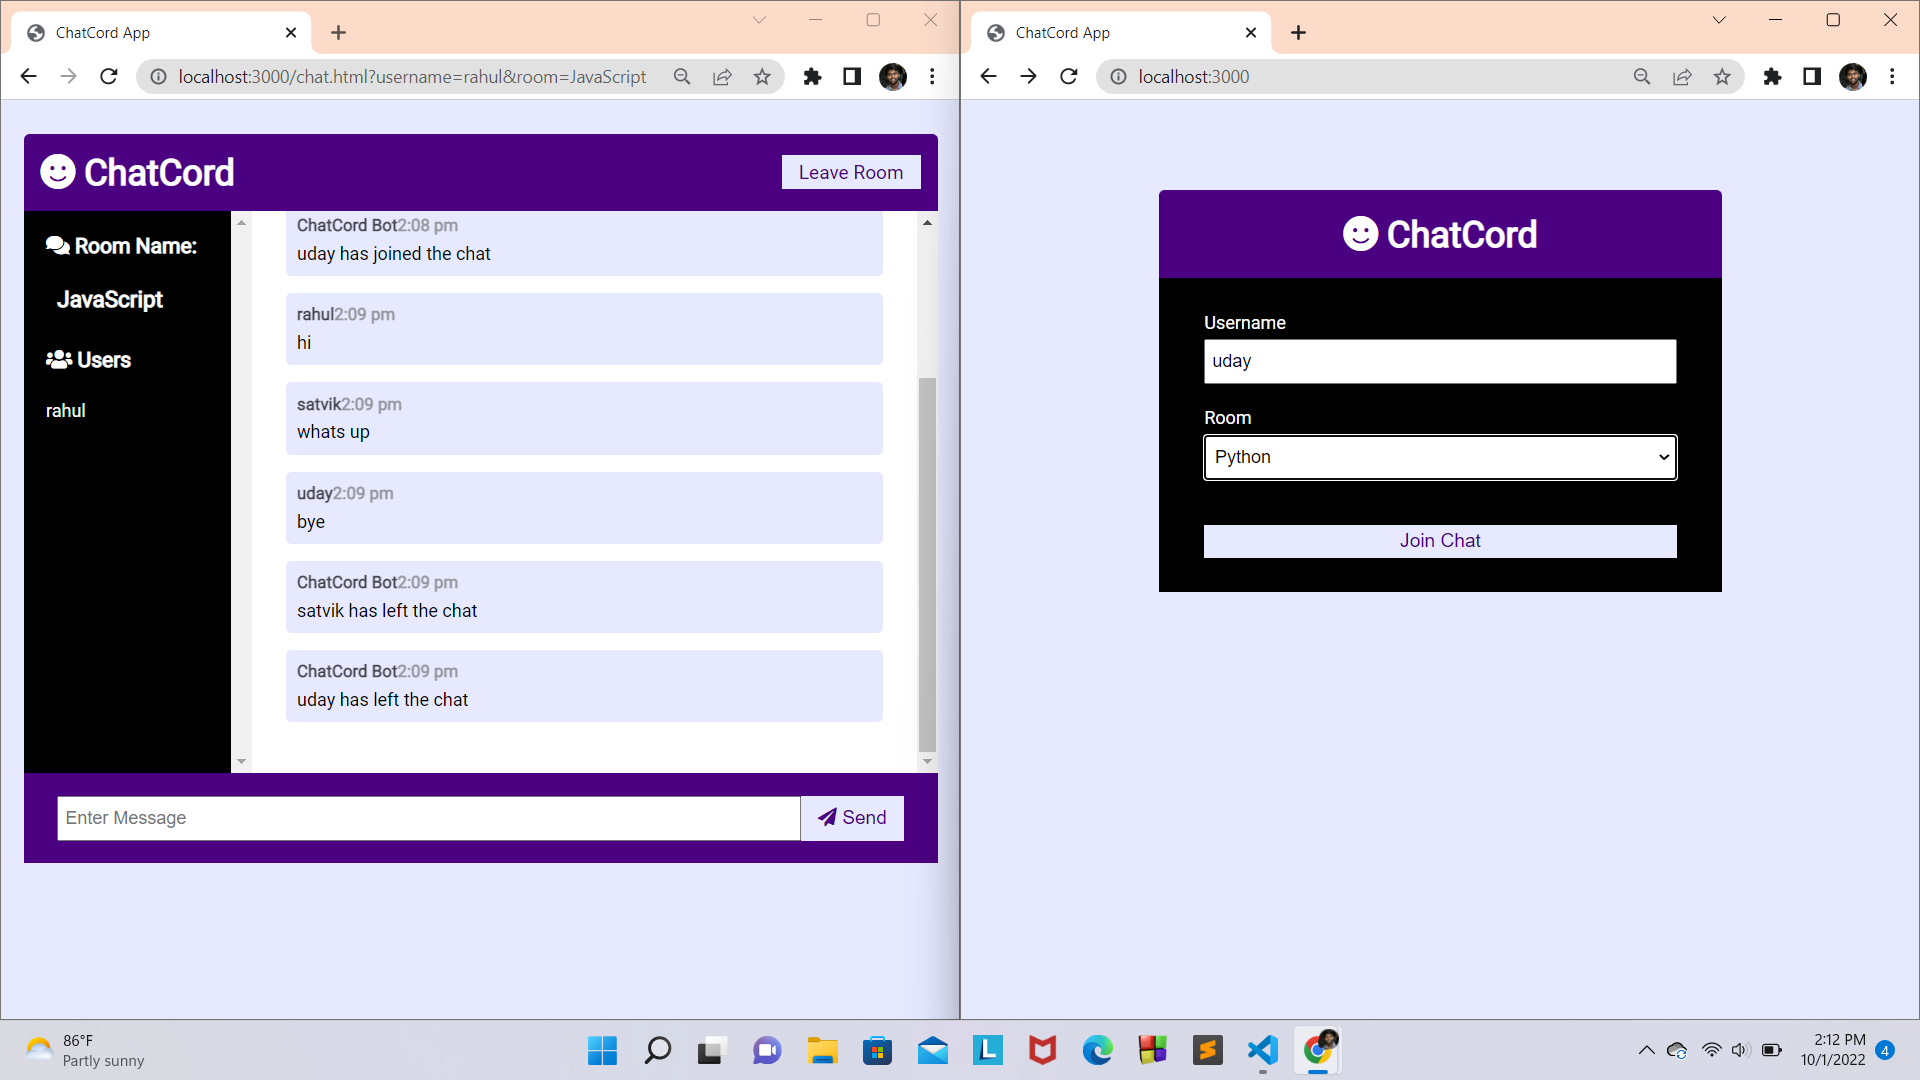 ChatCord App
localhost:3000/chat.html?username=rahul&room=JavaScript
ChatCord
Leave Room
Room Name:
JavaScript
Users
rahul
ChatCord Bot2:08 pm
uday has joined the chat
rahul2:09 pm
hi
satvik2:09 pm
whats up
uday2:09 pm
bye
ChatCord Bot2:09 pm
satvik has left the chat
ChatCord Bot2:09 pm
uday has left the chat
Enter Message
Send
ChatCord App
localhost:3000
ChatCord
Username
uday
Room
Python
Join Chat
86°F
Partly sunny
L
S
2:12 PM
10/1/2022
4